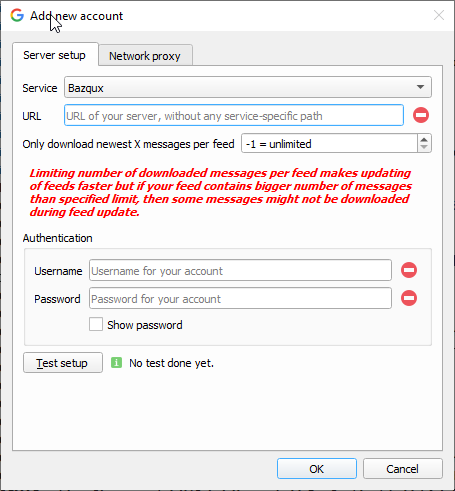 Add new account
Server setup
Network proxy
Service
Bazqux
URL
URL of your server, without any service-specific path
Only download newest X messages per feed
-1 = unlimited
Limiting number of downloaded messages per feed makes updating
of feeds faster but if your feed contains bigger number of messages
than specified limit, then some messages might not be downloaded
during feed update.
Authentication
Username
Username for your account
Password
Password for your account
Show password
Test setup
No test done yet.
OK
Cancel